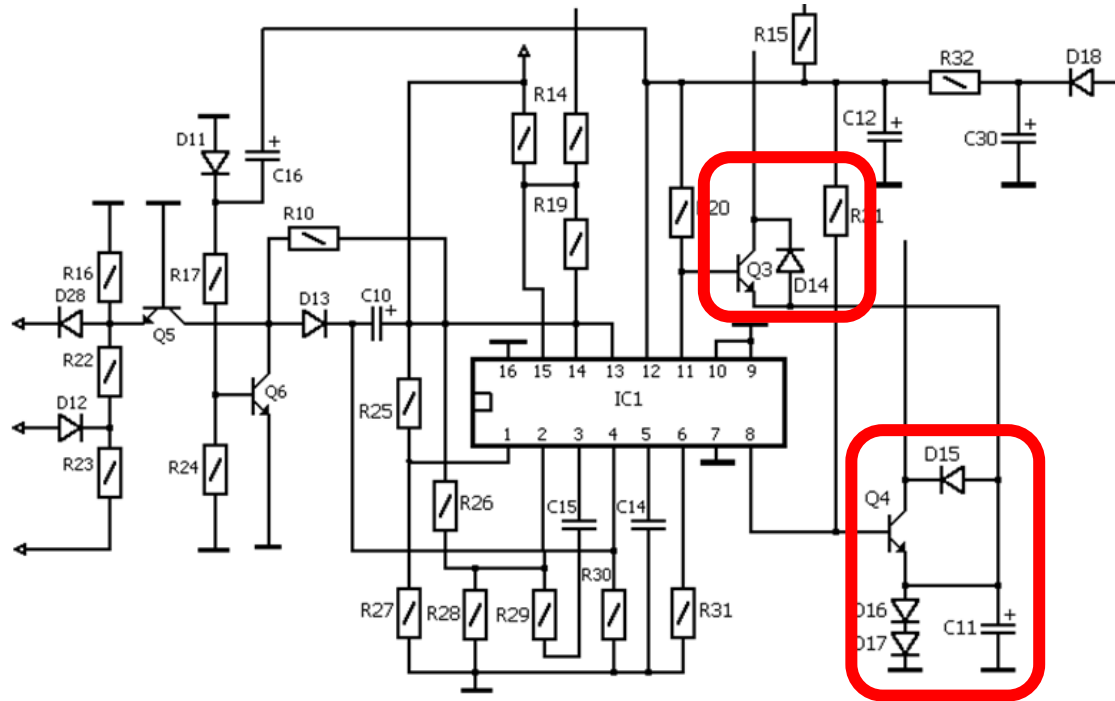 R15
R32
D18
R14
C12
C30
D11
C16
R20
R21
R19
R10
Q3
D14
R16
R17
D28
D13
C10
Q5
R22
16 15 14 13 12 11 10 9
IC1
Q6
R25
D12
1 2 3 4 5 6 7 8
R23
R24
D15
Q4
R26
C15
C14
R30
R27
R28
R29
R31
D16
C11
D17